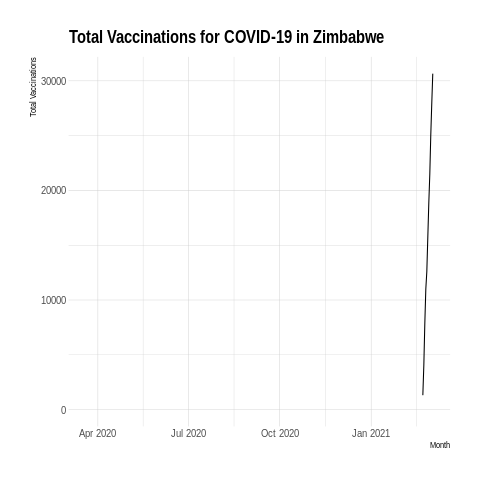 Total Vaccinations for COVID-19 in Zimbabwe
Total Vaccinations
30000
20000
10000
0
Apr 2020
Jul 2020
Oct 2020
Jan 2021
Month